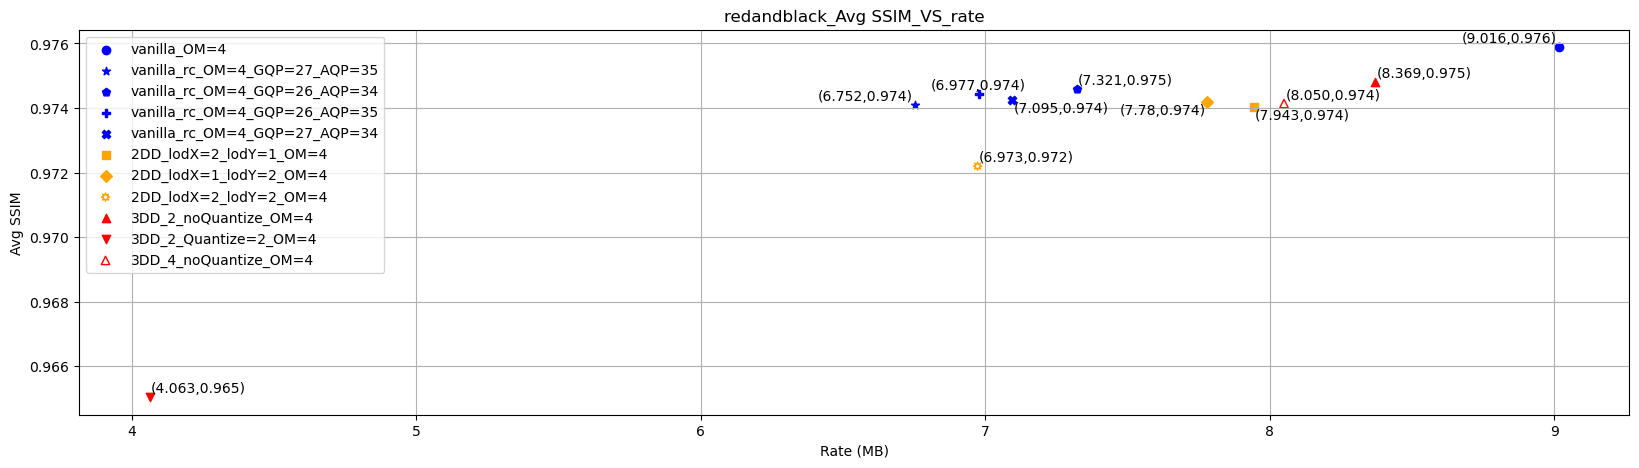 redandblack_Avg SSIM_VS_rate
Avg SSIM
0.976
0.974
0.972
0.970
0.968
0.966
vanilla_OM=4
vanilla_rc_OM=4_GQP=27_AQP=35
vanilla_rc_OM=4_GQP=26_AQP=34
vanilla_rc_OM=4_GQP=26_AQP=35
vanilla_rc_OM=4_GQP=27_AQP=34
2DD_lodX=2_lodY=1_OM=4
2DD_lodX=1_lodY=2_OM=4
2DD_lodX=2_lodY=2_OM=4
3DD_2_noQuantize_OM=4
3DD_2_Quantize=2_OM=4
3DD_4_noQuantize_OM=4
(9.016,0.976)
(8.369,0.975)
(7.321,0.975)
(6.977,0.974)
(8.050,0.974)
(6.752,0.974)
(7.095,0.974)
(7.78,0.974)
(7.943,0.974)
(6.973,0.972)
(4.063,0.965)
4
5
6
7
8
9
Rate (MB)